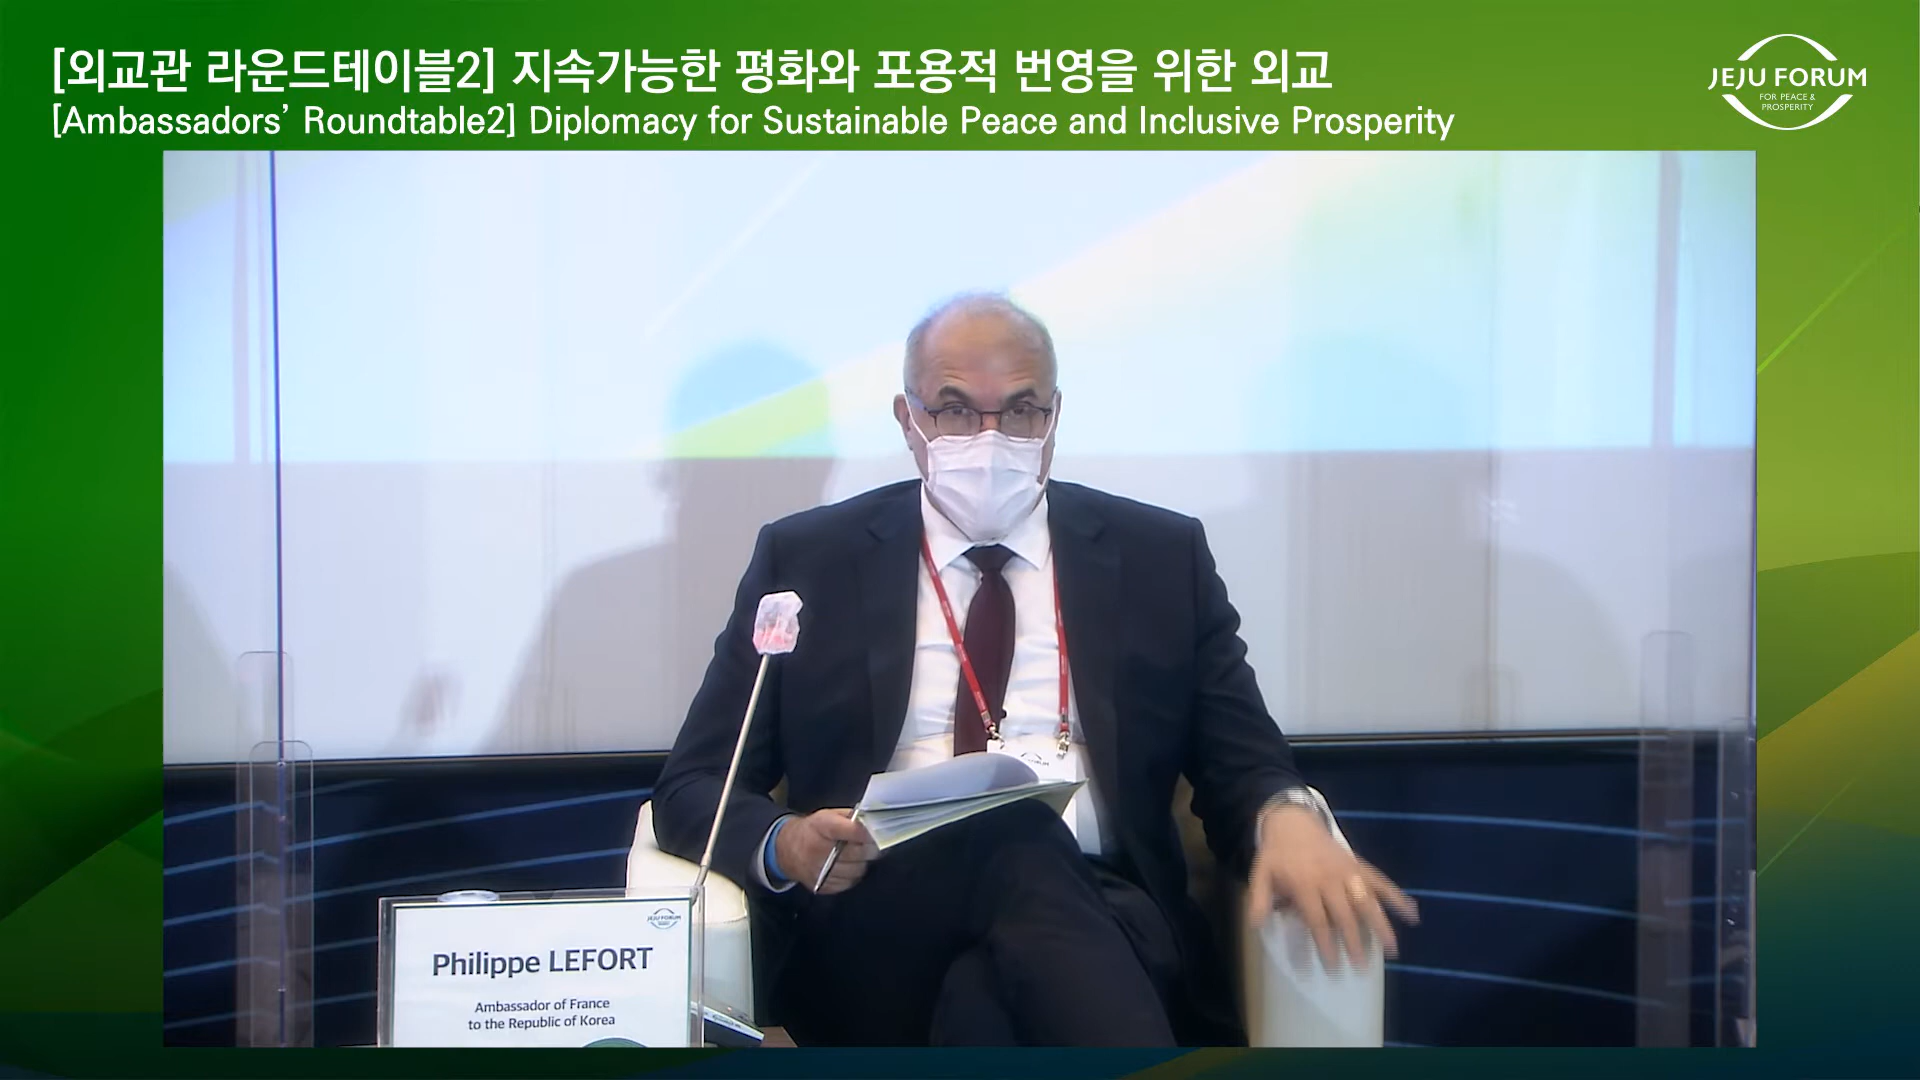 [외교관 라운드테이블2] 지속가능한 평화와 포용적 번영을 위한 외교
[Ambassadors’ Roundtable2] Diplomacy for Sustainable Peace and Inclusive Prosperity
JEJU FORUM
FOR PEACE &
PROSPERITY
JEJU FORUM
Philippe LEFORT
Ambassador of France
to the Republic of Korea